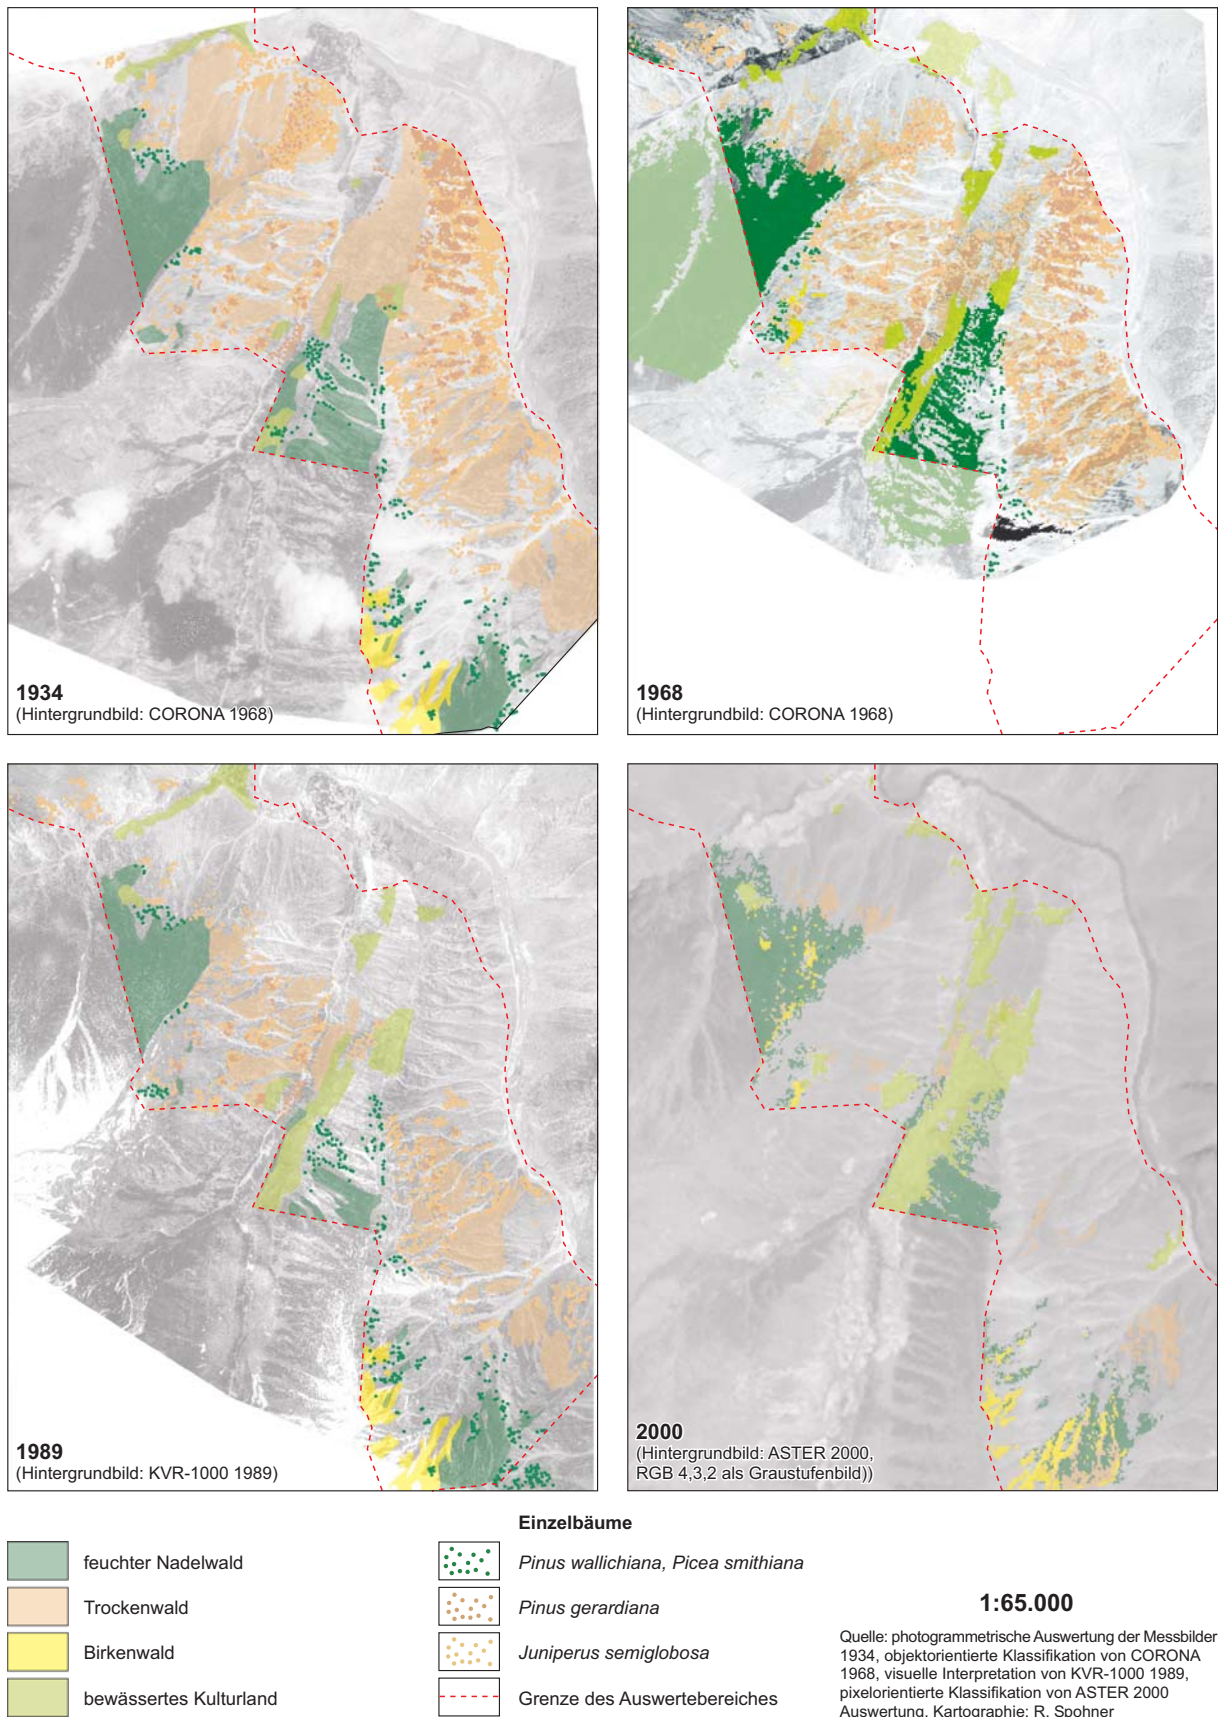 1934
(Hintergrundbild: CORONA 1968)
1968
(Hintergrundbild: CORONA 1968)
1989
(Hintergrundbild: KVR-1000 1989)
2000
(Hintergrundbild: ASTER 2000,
RGB 4,3,2 als Graustufenbild))
feuchter Nadelwald
Trockenwald
Birkenwald
bewässertes Kulturland
Einzelbäume
Pinus wallichiana, Picea smithiana
Pinus gerardiana
Juniperus semiglobosa
Grenze des Auswertebereiches
1:65.000
Quelle: photogrammetrische Auswertung der Messbilder
1934, objektorientierte Klassifikation von CORONA
1968, visuelle Interpretation von KVR-1000 1989,
pixelorientierte Klassifikation von ASTER 2000
Auswertung, Kartographie: R. Spohner